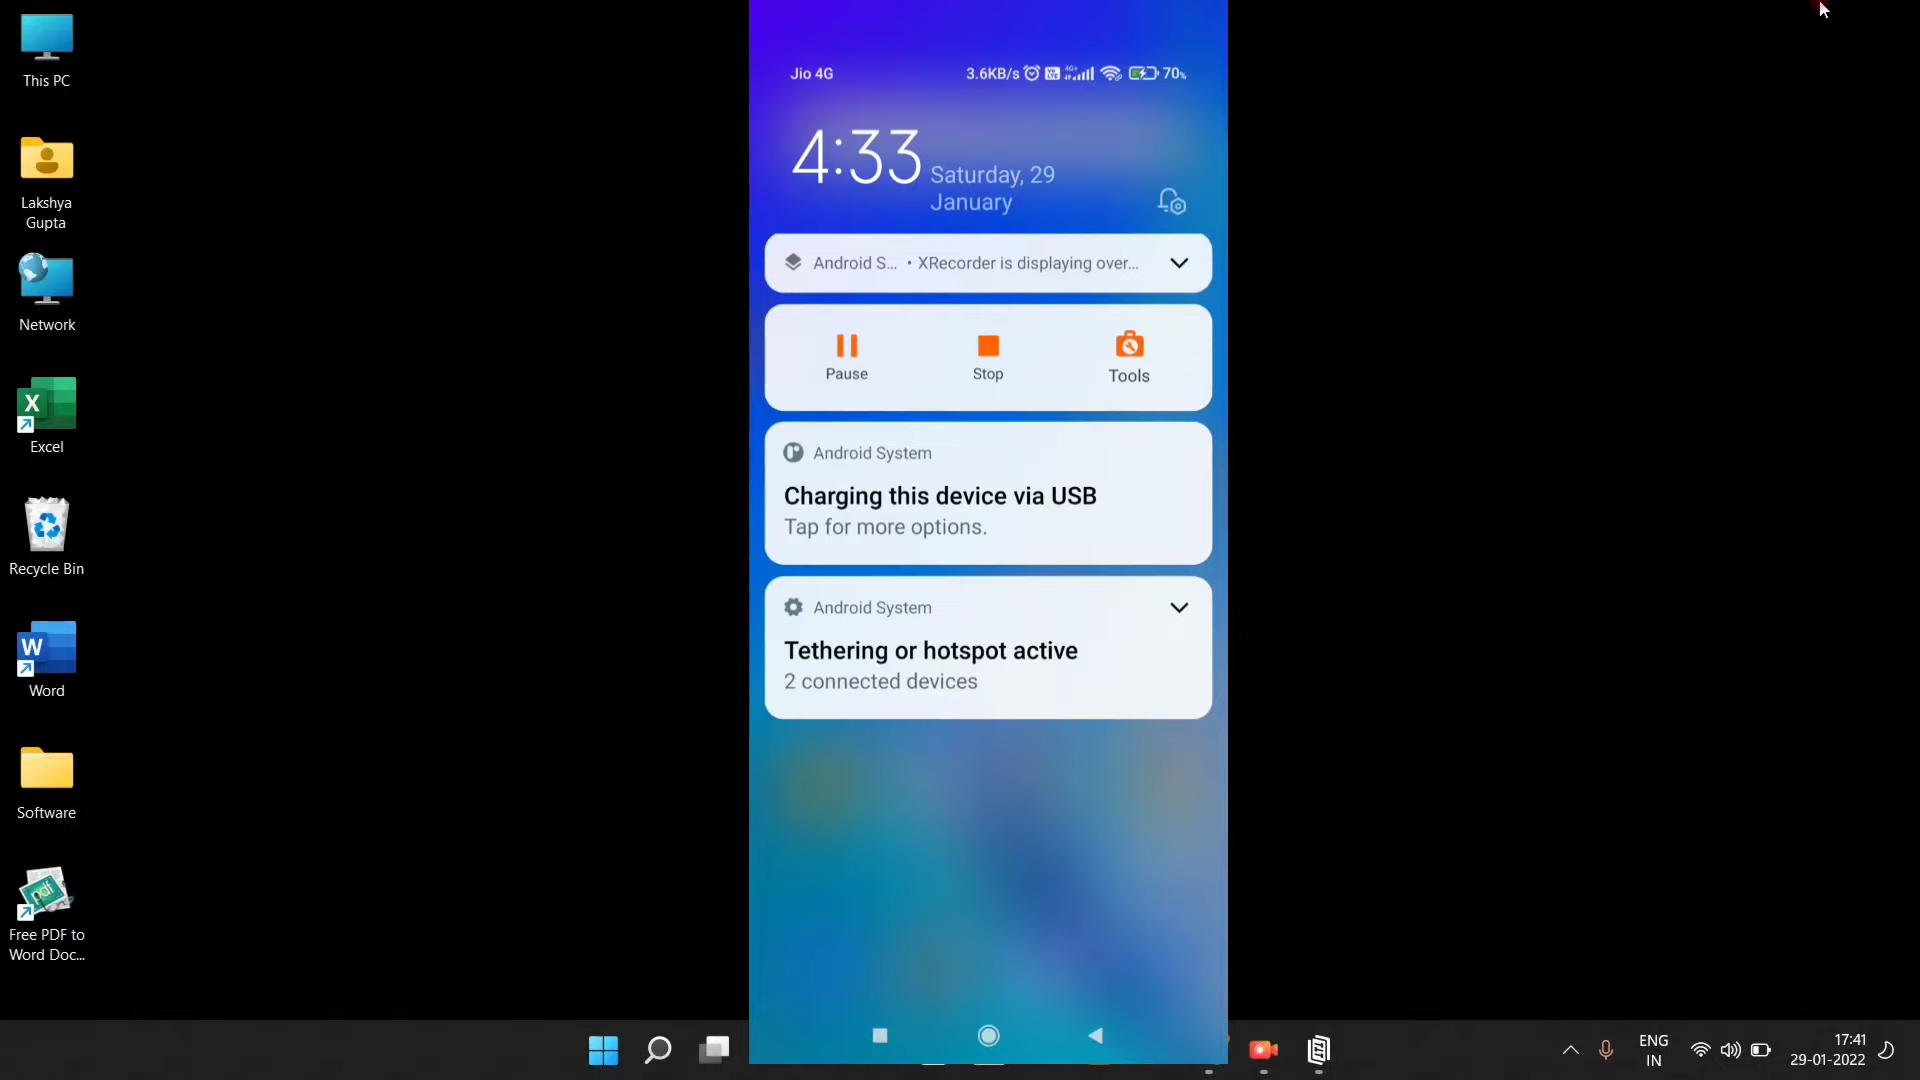 This PC
Lakshya
Gupta
Network
Excel
Recycle Bin
Word
Software
Free PDF to
Word Doc...
Jio 4G
3.6KB/s 4G+ 70%
4:33
Saturday, 29
January
Android S... • XRecorder is displaying over...
Pause
Stop
Tools
Android System
Charging this device via USB
Tap for more options.
Android System
Tethering or hotspot active
2 connected devices
ENG
IN
17:41
29-01-2022